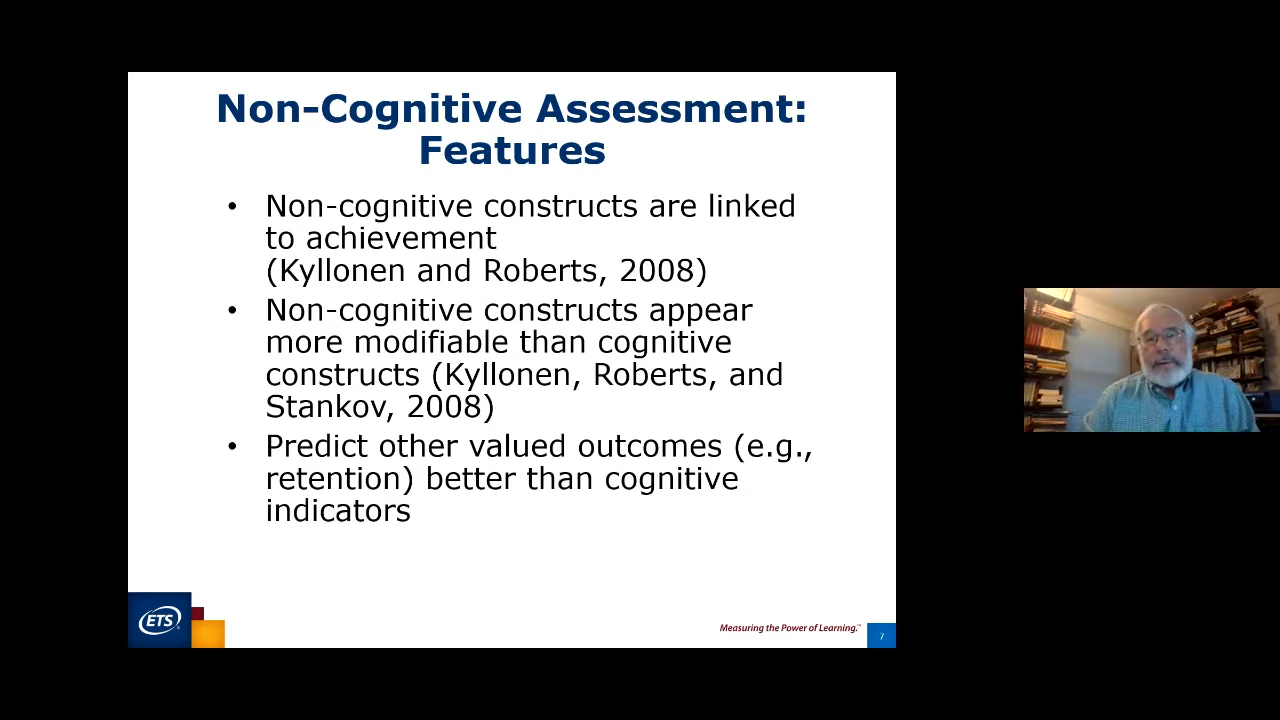 Non-Cognitive Assessment:
Features
• Non-cognitive constructs are linked
to achievement
(Kyllonen and Roberts, 2008)
• Non-cognitive constructs appear
more modifiable than cognitive
constructs (Kyllonen, Roberts, and
Stankov, 2008)
• Predict other valued outcomes (e.g.,
retention) better than cognitive
indicators
ETS®
Measuring the Power of Learning.™
7